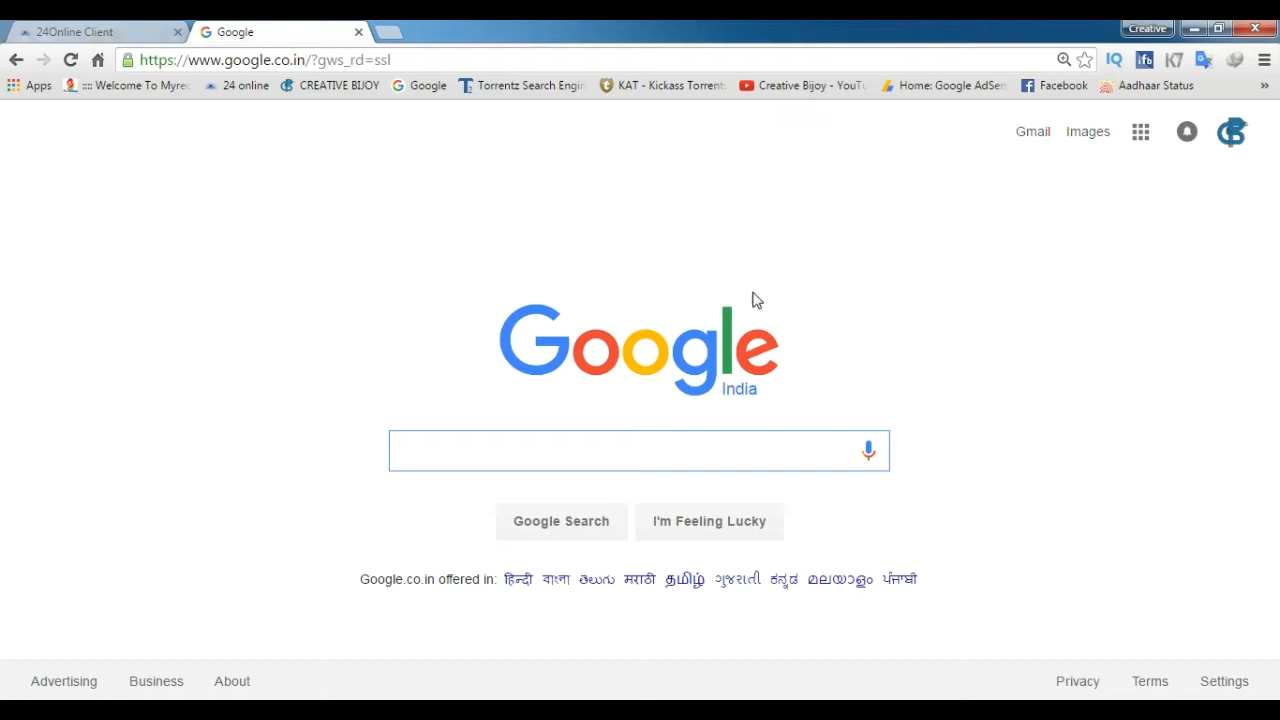 24Online Client
Google
Creative
https://www.google.co.in/?gws_rd=ssl
IQ
ifb
K7
Apps
:::: Welcome To Myrec
24 online
CREATIVE BIJOY
Google
Torrentz Search Engin
KAT - Kickass Torrent
Creative Bijoy - YouTu
Home: Google AdSen
Facebook
Aadhaar Status
»
Gmail
Images
Google
India
Google Search
I'm Feeling Lucky
Google.co.in offered in: हिन्दी বাংলা తెలుగు मराठी தமிழ் ગુજરાતી ಕನ್ನಡ മലയാളം ਪੰਜਾਬੀ
Advertising Business About Privacy Terms Settings